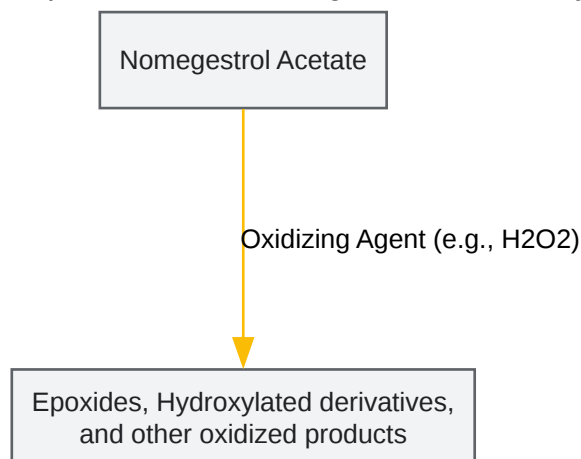 Nomegestrol Acetate
Oxidizing Agent (e.g., H2O2)
Epoxides, Hydroxylated derivatives,
and other oxidized products